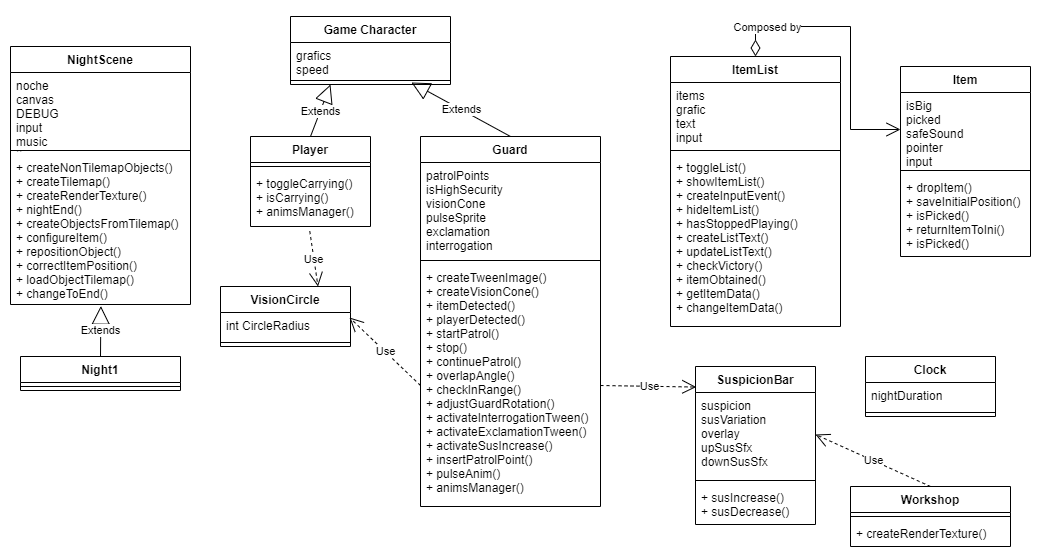 NightScene
noche
canvas
DEBUG
input
music
+ createNonTilemapObjects()
+ createTilemap()
+ createRenderTexture()
+ nightEnd()
+ createObjectsFromTilemap()
+ configureItem()
+ repositionObject()
+ correctItemPosition()
+ loadObjectTilemap()
+ changeToEnd()
Extends
Night1
Game Character
grafics
speed
Extends
Extends
Player
+ toggleCarrying()
+ isCarrying()
+ animsManager()
Use
VisionCircle
int CircleRadius
Use
Guard
patrolPoints
isHighSecurity
visionCone
pulseSprite
exclamation
interrogation
+ createTweenImage()
+ createVisionCone()
+ itemDetected()
+ playerDetected()
+ startPatrol()
+ stop()
+ continuePatrol()
+ overlapAngle()
+ checkInRange()
+ adjustGuardRotation()
+ activateInterrogationTween()
+ activateExclamationTween()
+ activateSusIncrease()
+ insertPatrolPoint()
+ pulseAnim()
+ animsManager()
Use
Composed by
ItemList
items
grafic
text
input
+ toggleList()
+ showItemList()
+ createInputEvent()
+ hideItemList()
+ hasStoppedPlaying()
+ createListText()
+ updateListText()
+ checkVictory()
+ itemObtained()
+ getItemData()
+ changeItemData()
Item
isBig
picked
safeSound
pointer
input
+ dropItem()
+ saveInitialPosition()
+ isPicked()
+ returnItemToIni()
+ isPicked()
SuspicionBar
suspicion
susVariation
overlay
upSusSfx
downSusSfx
+ susIncrease()
+ susDecrease()
Clock
nightDuration
Use
Workshop
+ createRenderTexture()